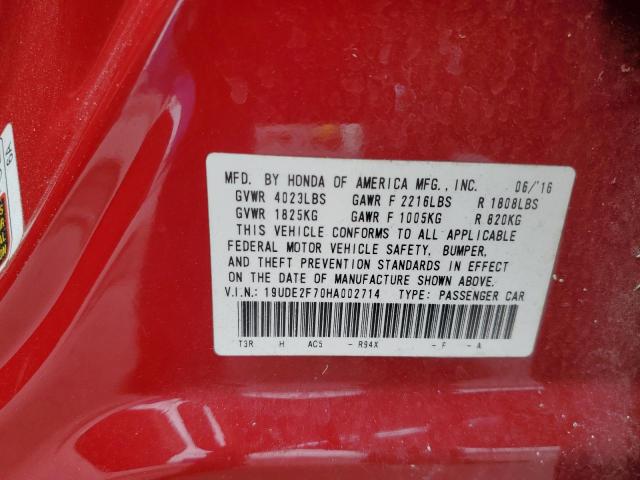 MFD. BY HONDA OF AMERICA MFG., INC. 06/'16
GVWR 4023LBS GAWR F 2216LBS R 1808LBS
GVWR 1825KG GAWR F 1005KG R 820KG
THIS VEHICLE CONFORMS TO ALL APPLICABLE
FEDERAL MOTOR VEHICLE SAFETY, BUMPER,
AND THEFT PREVENTION STANDARDS IN EFFECT
ON THE DATE OF MANUFACTURE SHOWN ABOVE.
V.I.N.: 19UDE2F70HA002714 TYPE: PASSENGER CAR
T3R H AC5 - R94X - F - A